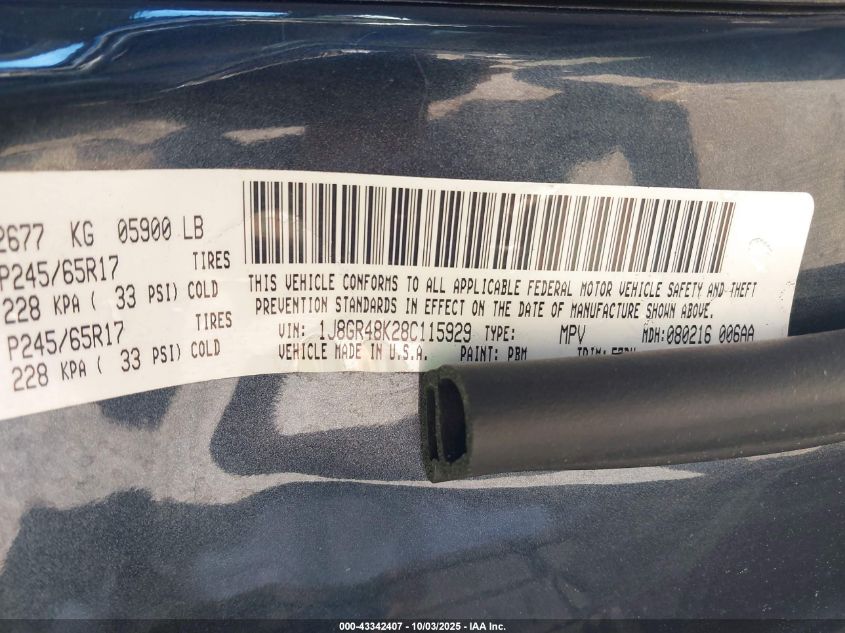 2677 KG 05900 LB
P245/65R17 TIRES
228 KPA ( 33 PSI) COLD
P245/65R17 TIRES
228 KPA ( 33 PSI) COLD
THIS VEHICLE CONFORMS TO ALL APPLICABLE FEDERAL MOTOR VEHICLE SAFETY AND THEFT
PREVENTION STANDARDS IN EFFECT ON THE DATE OF MANUFACTURE SHOWN ABOVE.
VIN: 1J8GR48K28C115929 TYPE: MPV MDH:080216 006AA
VEHICLE MADE IN U.S.A. PAINT: PBM TRIM:
000-43342407 - 10/03/2025 - IAA Inc.